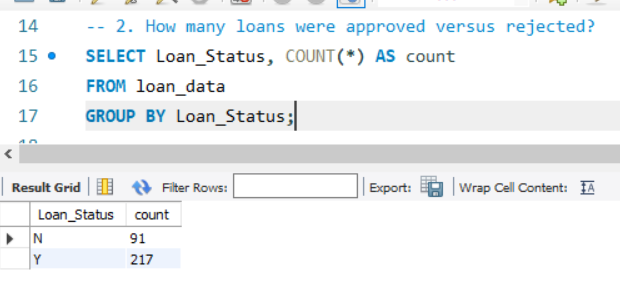 14 -- 2. How many loans were approved versus rejected?
15 SELECT Loan_Status, COUNT(*) AS count
16 FROM loan_data
17 GROUP BY Loan_Status;
Result Grid Filter Rows: Export: Wrap Cell Content: IA
Loan_Status count
N 91
Y 217